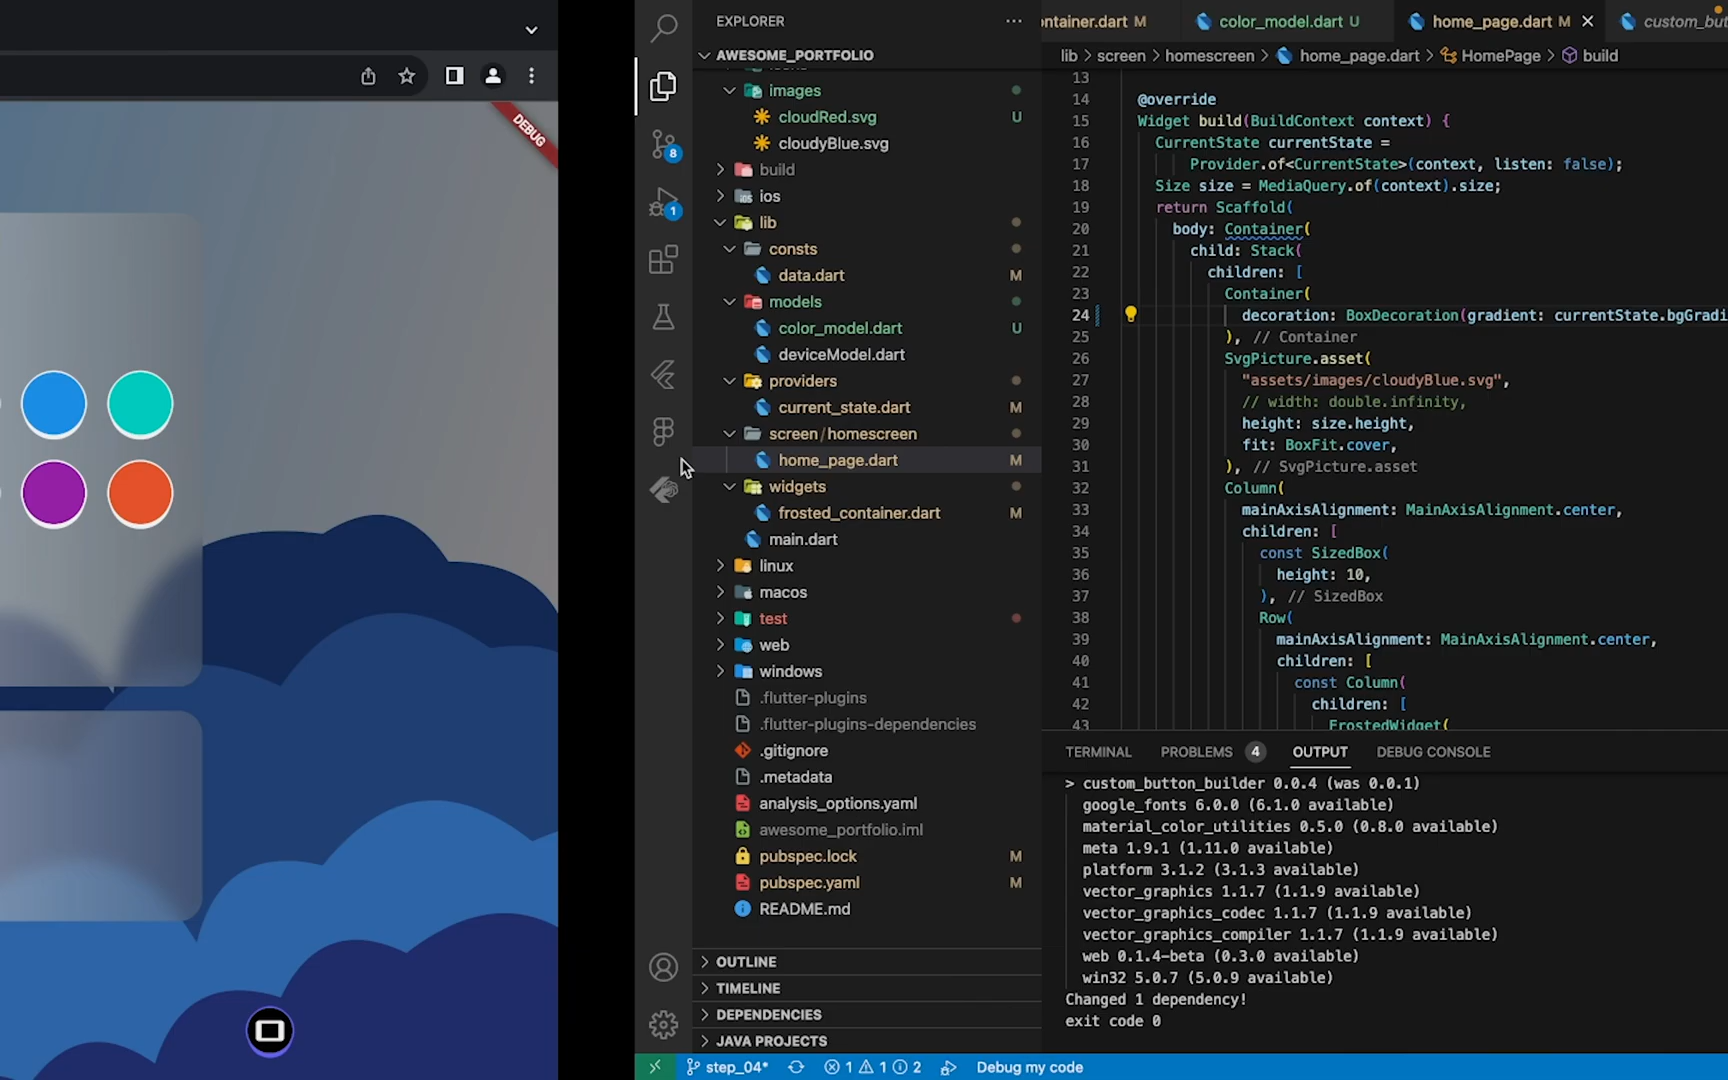 DEBUG
EXPLORER
AWESOME_PORTFOLIO
images
cloudRed.svg U
cloudyBlue.svg
build
ios
lib
consts
data.dart M
models
color_model.dart U
deviceModel.dart
providers
current_state.dart M
screen/homescreen
home_page.dart M
widgets
frosted_container.dart M
main.dart
linux
macos
test
web
windows
.flutter-plugins
.flutter-plugins-dependencies
.gitignore
.metadata
analysis_options.yaml
awesome_portfolio.iml
pubspec.lock M
pubspec.yaml M
README.md
OUTLINE
TIMELINE
DEPENDENCIES
JAVA PROJECTS
8
1
ontainer.dart M color_model.dart U home_page.dart M custom_but
lib > screen > homescreen > home_page.dart > HomePage > build
13
14 @override
15 Widget build(BuildContext context) {
16 CurrentState currentState =
17 Provider.of<CurrentState>(context, listen: false);
18 Size size = MediaQuery.of(context).size;
19 return Scaffold(
20 body: Container(
21 child: Stack(
22 children: [
23 Container(
24 decoration: BoxDecoration(gradient: currentState.bgGradi
25 ), // Container
26 SvgPicture.asset(
27 "assets/images/cloudyBlue.svg",
28 // width: double.infinity,
29 height: size.height,
30 fit: BoxFit.cover,
31 ), // SvgPicture.asset
32 Column(
33 mainAxisAlignment: MainAxisAlignment.center,
34 children: [
35 const SizedBox(
36 height: 10,
37 ), // SizedBox
38 Row(
39 mainAxisAlignment: MainAxisAlignment.center,
40 children: [
41 const Column(
42 children: [
43 FrostedWidget(
TERMINAL PROBLEMS 4 OUTPUT DEBUG CONSOLE
> custom_button_builder 0.0.4 (was 0.0.1)
google_fonts 6.0.0 (6.1.0 available)
material_color_utilities 0.5.0 (0.8.0 available)
meta 1.9.1 (1.11.0 available)
platform 3.1.2 (3.1.3 available)
vector_graphics 1.1.7 (1.1.9 available)
vector_graphics_codec 1.1.7 (1.1.9 available)
vector_graphics_compiler 1.1.7 (1.1.9 available)
web 0.1.4-beta (0.3.0 available)
win32 5.0.7 (5.0.9 available)
Changed 1 dependency!
exit code 0
step_04* 1 1 2 Debug my code